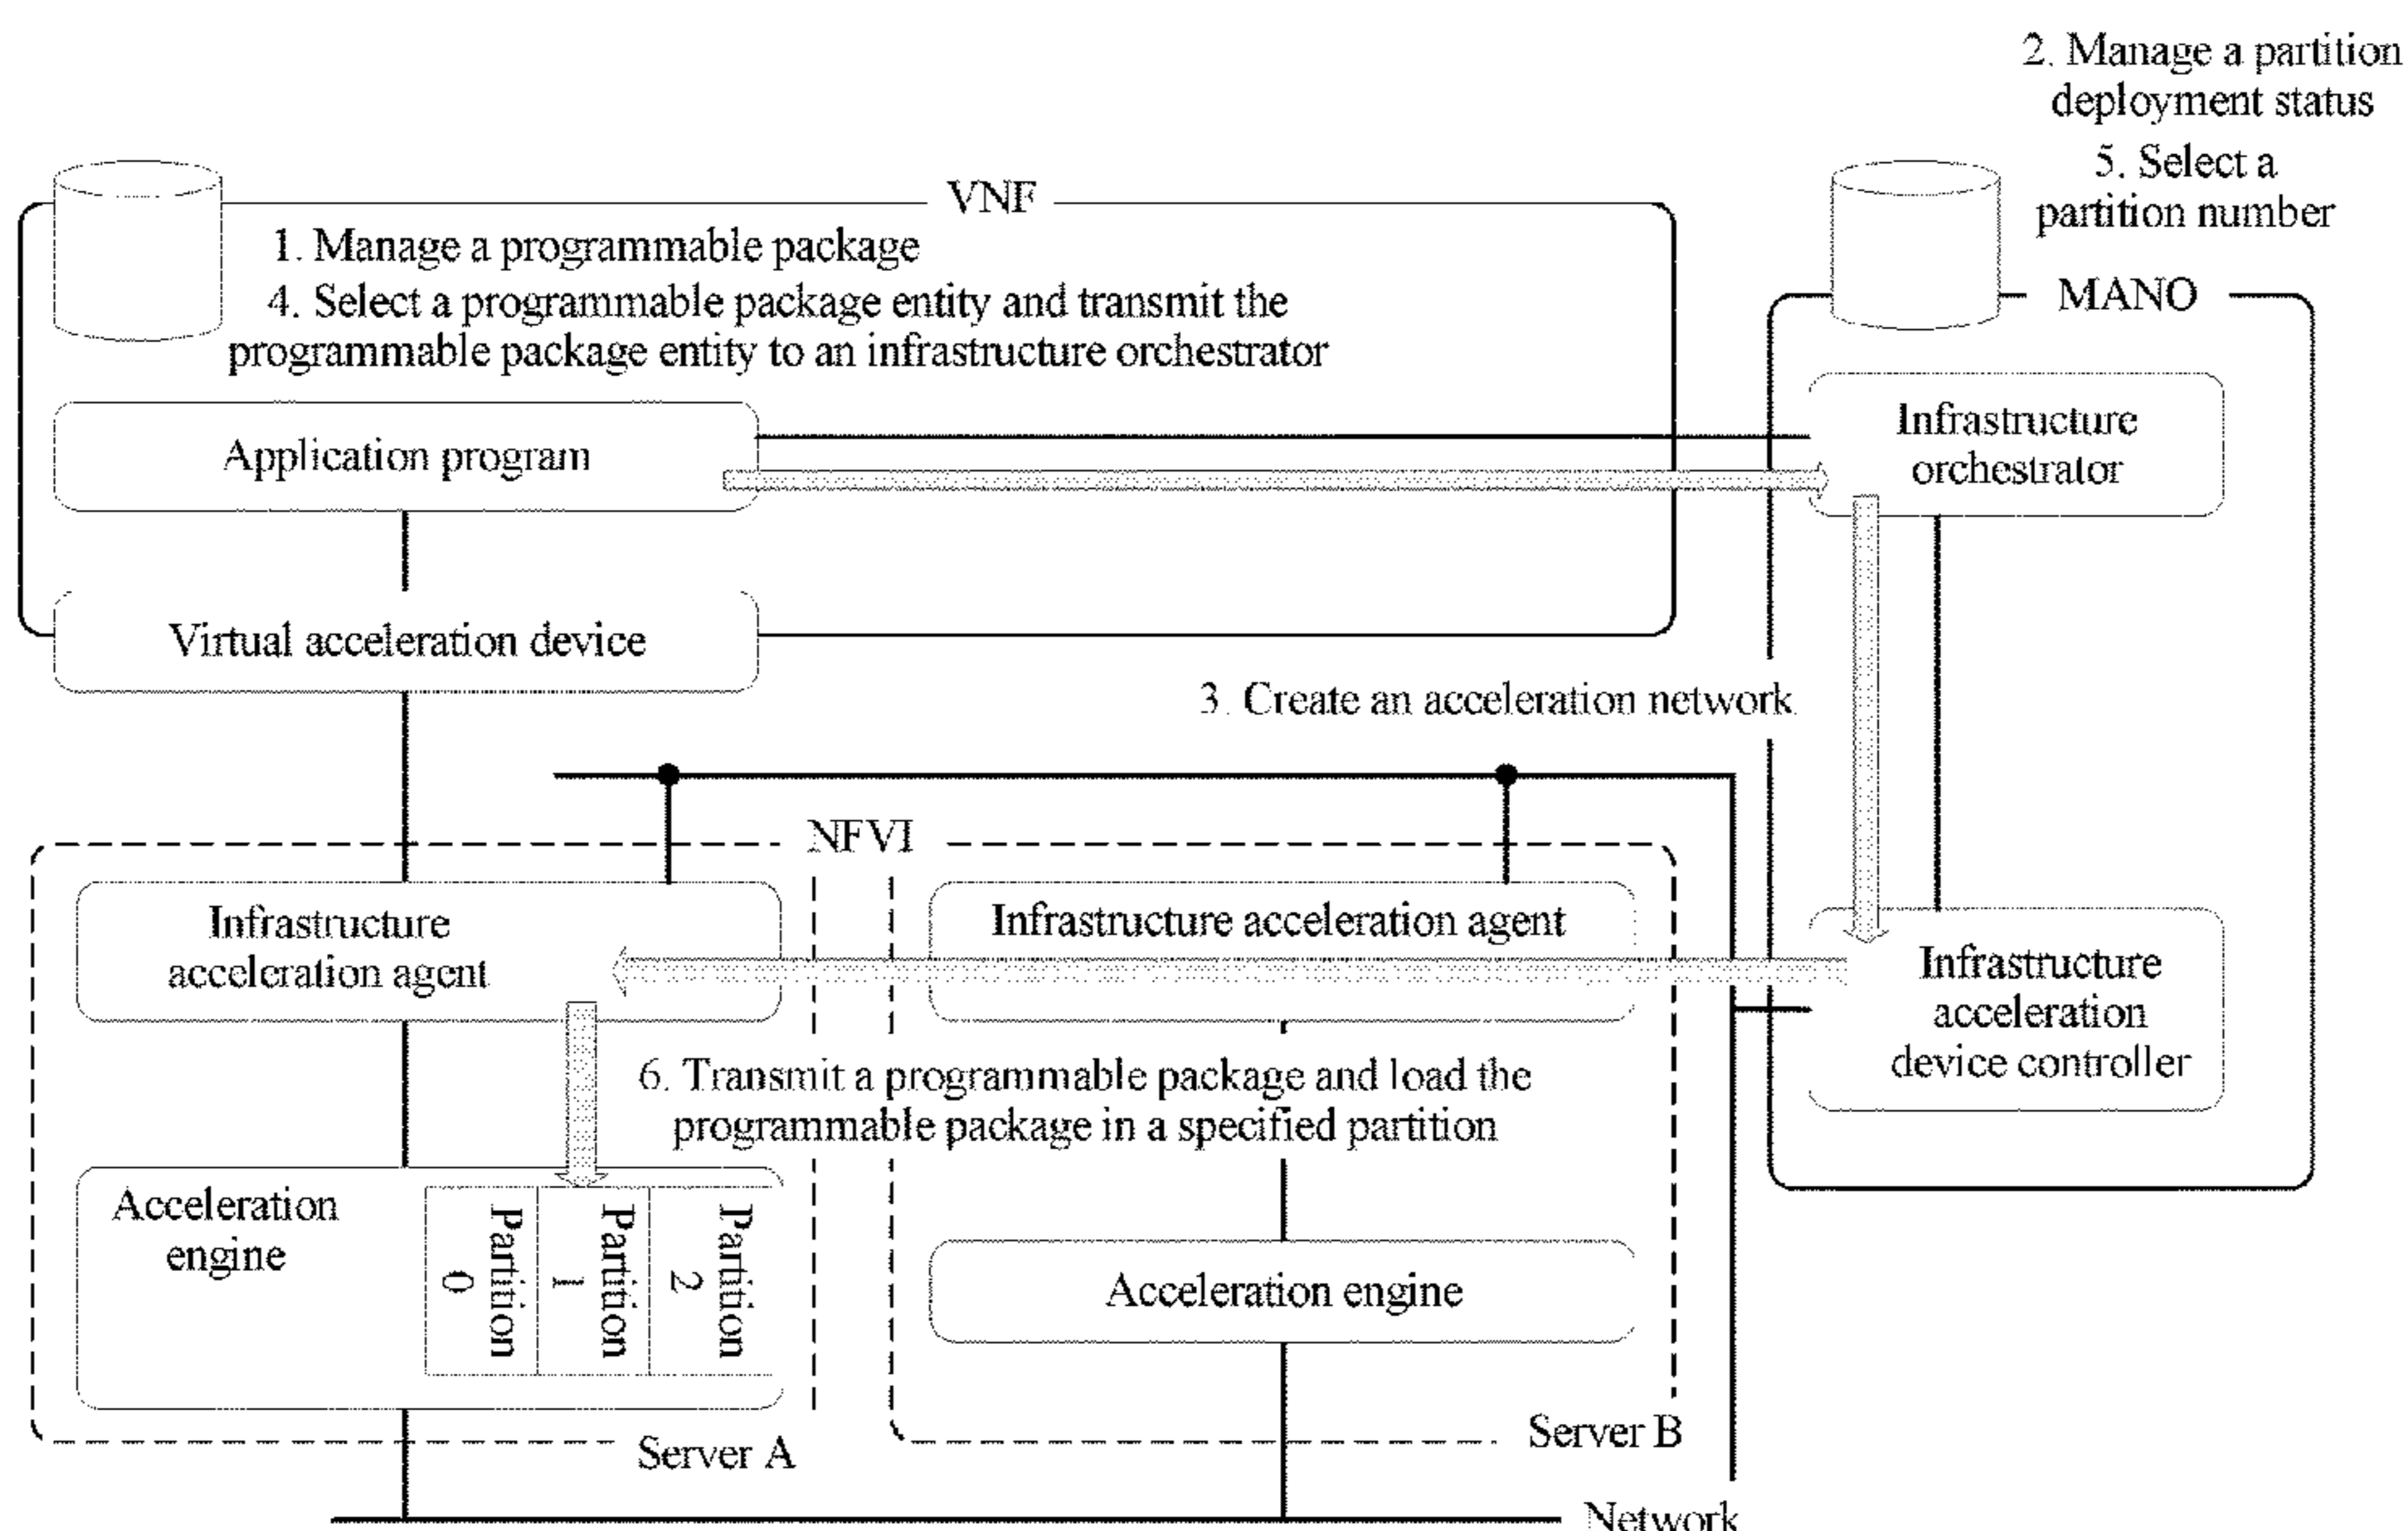 2. Manage a partition
deployment status
5. Select a
partition number
VNF
1. Manage a programmable package
4. Select a programmable package entity and transmit the
programmable package entity to an infrastructure orchestrator
MANO
Application program
Infrastructure
orchestrator
Virtual acceleration device
3. Create an acceleration network
NFVI
Infrastructure
acceleration agent
Infrastructure acceleration agent
Infrastructure
acceleration
device controller
6. Transmit a programmable package and load the
programmable package in a specified partition
Acceleration
engine
Partition
0
Partition
1
Partition
2
Acceleration engine
Server A
Server B
Network